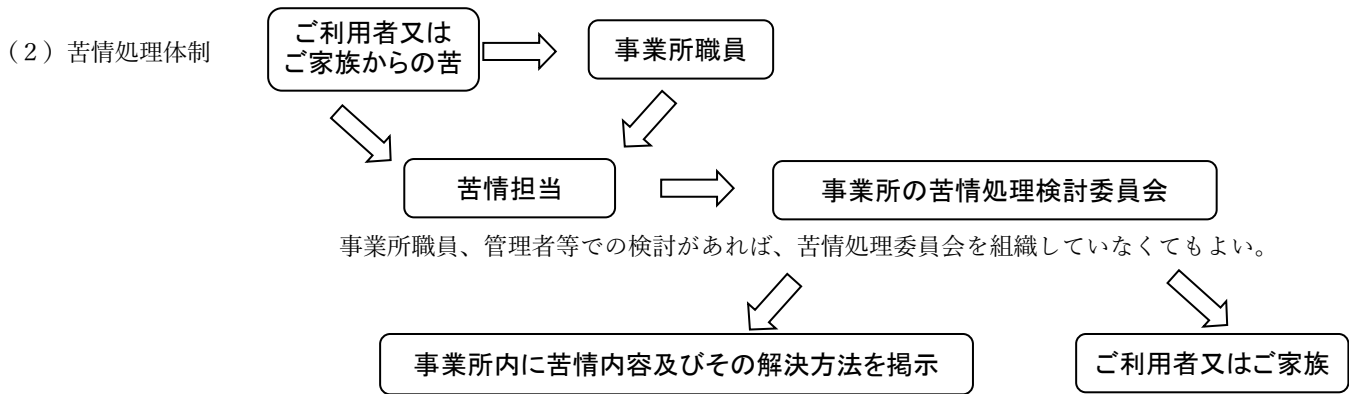 （２）苦情処理体制
ご利用者又は
ご家族からの苦
事業所職員
苦情担当
事業所の苦情処理検討委員会
事業所職員、管理者等での検討があれば、苦情処理委員会を組織していなくてもよい。
事業所内に苦情内容及びその解決方法を掲示
ご利用者又はご家族